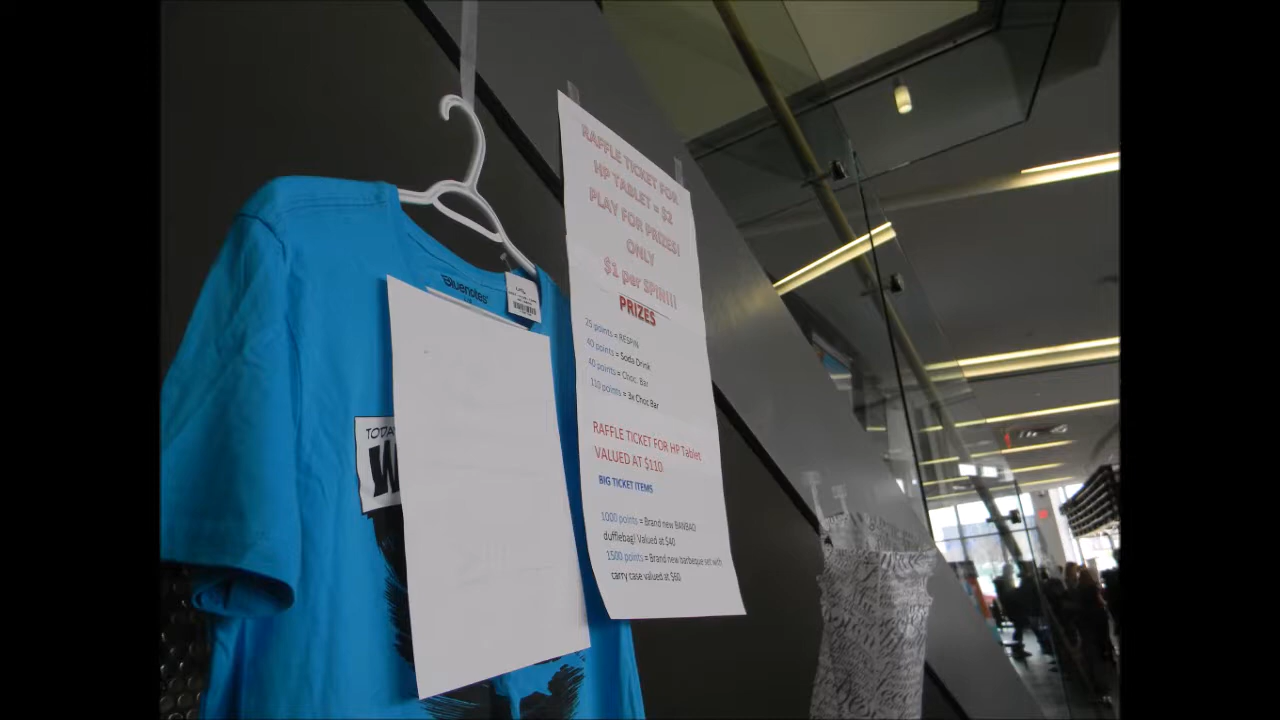 RAFFLE TICKET FOR
HP TABLET = $2
PLAY FOR PRIZES!
ONLY
$1 per SPIN!!!
PRIZES
25 points = RESPIN
40 points = Soda Drink
40 points = Choc. Bar
110 points = 3x Choc Bar
RAFFLE TICKET FOR HP Tablet
VALUED AT $110
BIG TICKET ITEMS
1000 points = Brand new BANBAO
dufflebag! Valued at $40
1500 points = Brand new barbeque set with
carry case valued at $60
Bluenotes
TODA
W